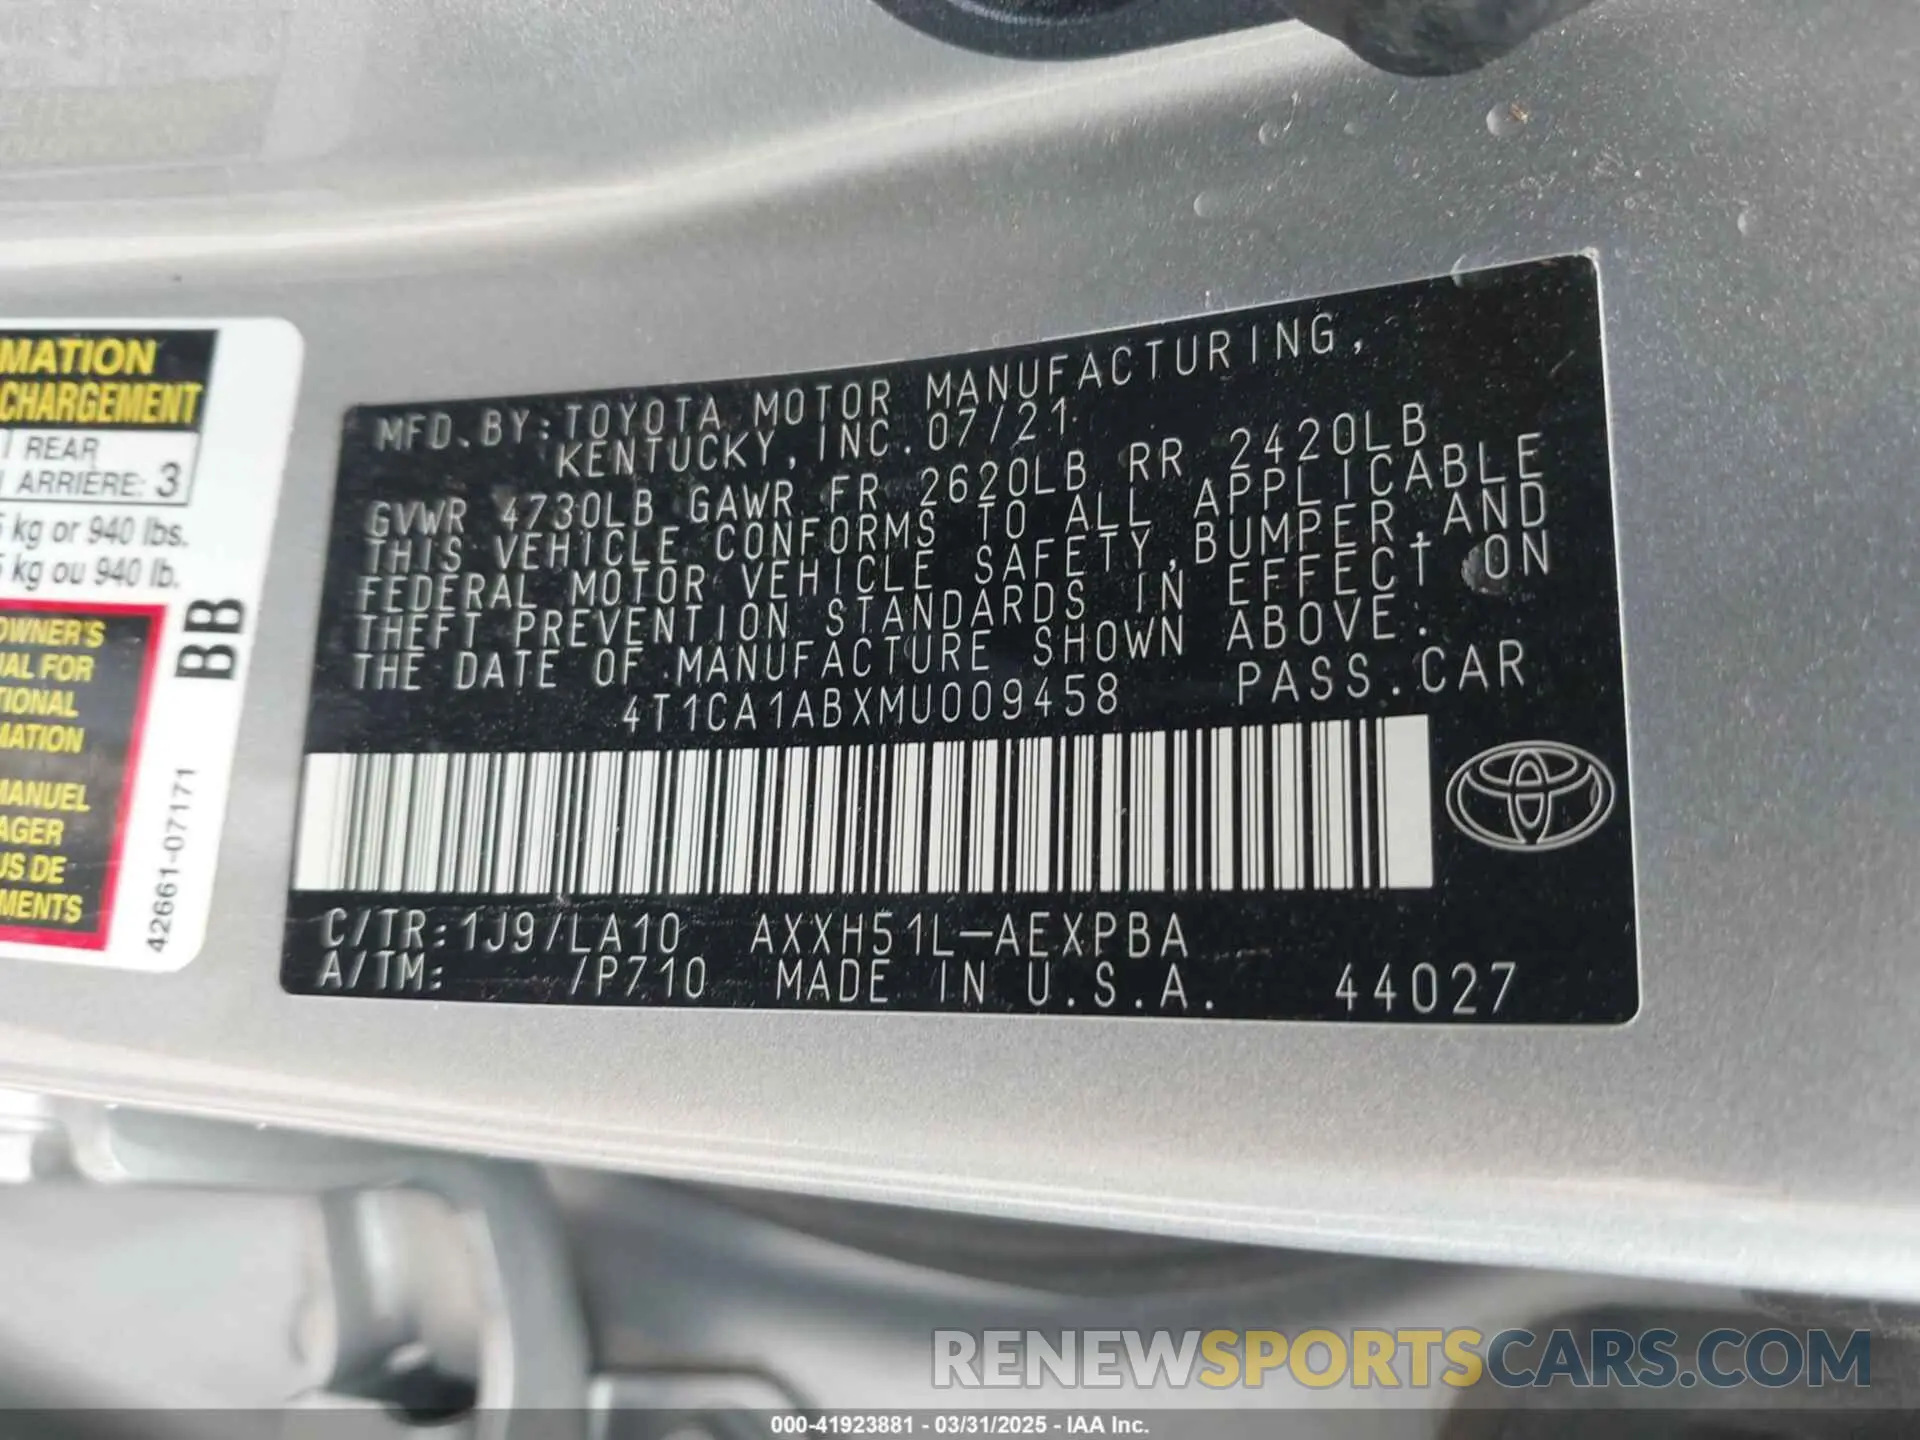 MATION
CHARGEMENT
REAR
ARRIÈRE: 3
kg or 940 lbs.
kg ou 940 lb.
OWNER'S
UAL FOR
TIONAL
MATION
MANUEL
AGER
US DE
MENTS
BB
42661-07171
MFD. BY: TOYOTA MOTOR MANUFACTURING,
KENTUCKY, INC. 07/21
GVWR 4730LB GAWR FR 2620LB RR 2420LB
THIS VEHICLE CONFORMS TO ALL APPLICABLE
FEDERAL MOTOR VEHICLE SAFETY, BUMPER, AND
THEFT PREVENTION STANDARDS IN EFFECT ON
THE DATE OF MANUFACTURE SHOWN ABOVE.
4T1CA1ABXMU009458 PASS. CAR
C/TR: 1J9/LA10 AXXH51L-AEXPBA
A/TM: /P710 MADE IN U.S.A. 44027
RENEWSPORTSCARS.COM
000-41923881 - 03/31/2025 - IAA Inc.